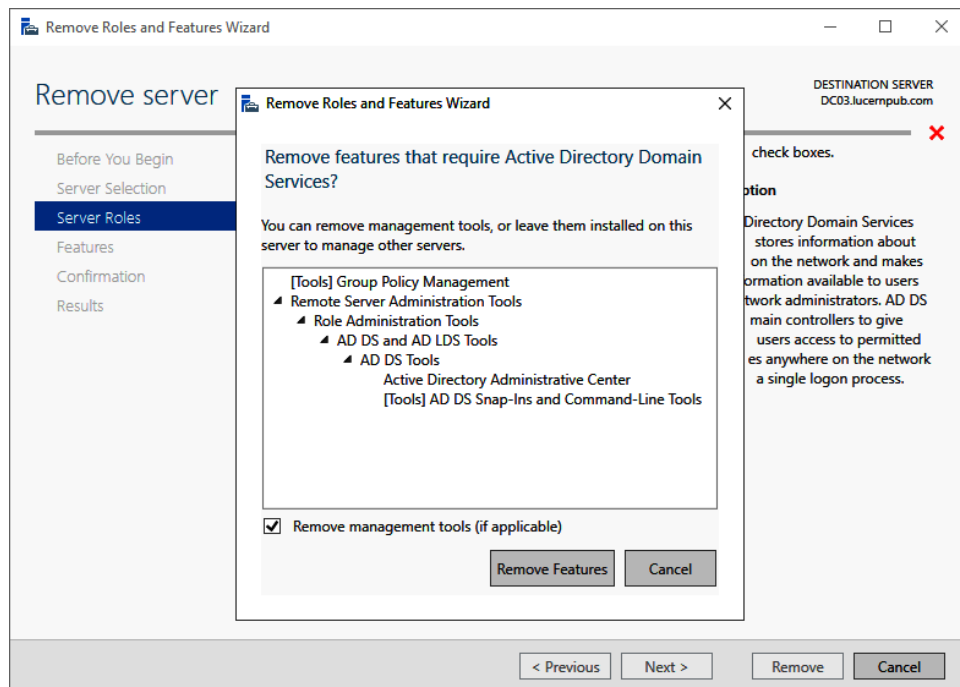 Remove Roles and Features Wizard
Remove server
DESTINATION SERVER
DC03.lucernpub.com
Before You Begin
Server Selection
Server Roles
Features
Confirmation
Results
Remove Roles and Features Wizard
Remove features that require Active Directory Domain
Services?
You can remove management tools, or leave them installed on this
server to manage other servers.
[Tools] Group Policy Management
Remote Server Administration Tools
Role Administration Tools
AD DS and AD LDS Tools
AD DS Tools
Active Directory Administrative Center
[Tools] AD DS Snap-Ins and Command-Line Tools
Remove management tools (if applicable)
Remove Features
Cancel
check boxes.
ption
Directory Domain Services
stores information about
on the network and makes
ormation available to users
twork administrators. AD DS
main controllers to give
users access to permitted
es anywhere on the network
a single logon process.
< Previous
Next >
Remove
Cancel